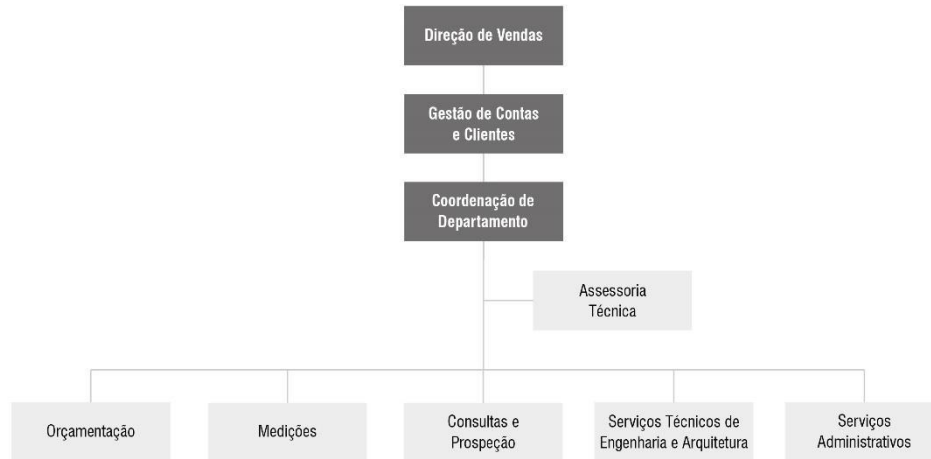 Direção de Vendas
Gestão de Contas
e Clientes
Coordenação de
Departamento
Assessoria
Técnica
Orçamentação
Medições
Consultas e
Prospeção
Serviços Técnicos de
Engenharia e Arquitetura
Serviços
Administrativos